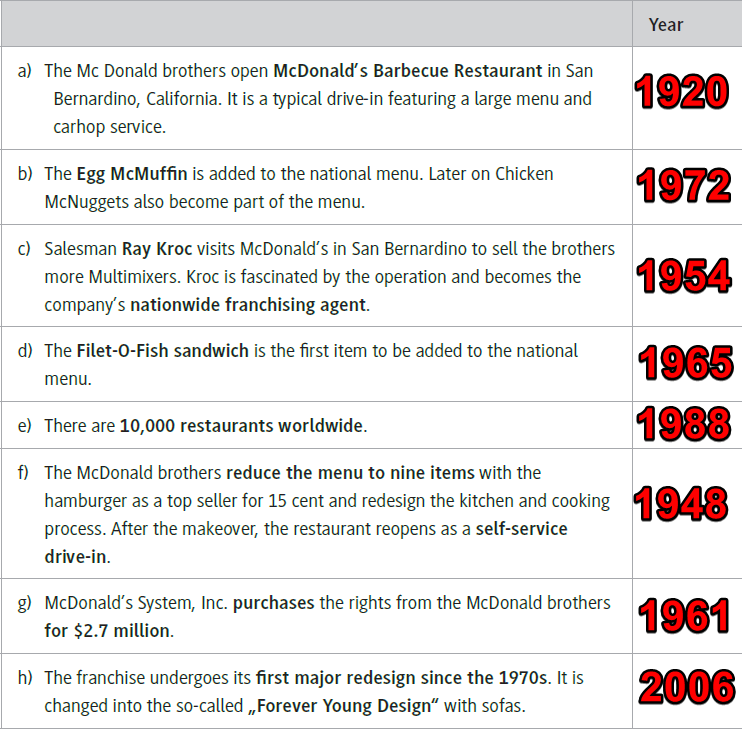 Year
a) The Mc Donald brothers open McDonald's Barbecue Restaurant in San
Bernardino, California. It is a typical drive-in featuring a large menu and
carhop service.
1920
b) The Egg McMuffin is added to the national menu. Later on Chicken
McNuggets also become part of the menu.
1972
c) Salesman Ray Kroc visits McDonald's in San Bernardino to sell the brothers
more Multimixers. Kroc is fascinated by the operation and becomes the
company's nationwide franchising agent.
1954
d) The Filet-O-Fish sandwich is the first item to be added to the national
menu.
1965
e) There are 10,000 restaurants worldwide.
1988
f) The McDonald brothers reduce the menu to nine items with the
hamburger as a top seller for 15 cent and redesign the kitchen and cooking
process. After the makeover, the restaurant reopens as a self-service
drive-in.
1948
g) McDonald's System, Inc. purchases the rights from the McDonald brothers
for $2.7 million.
1961
h) The franchise undergoes its first major redesign since the 1970s. It is
changed into the so-called „Forever Young Design“ with sofas.
2006